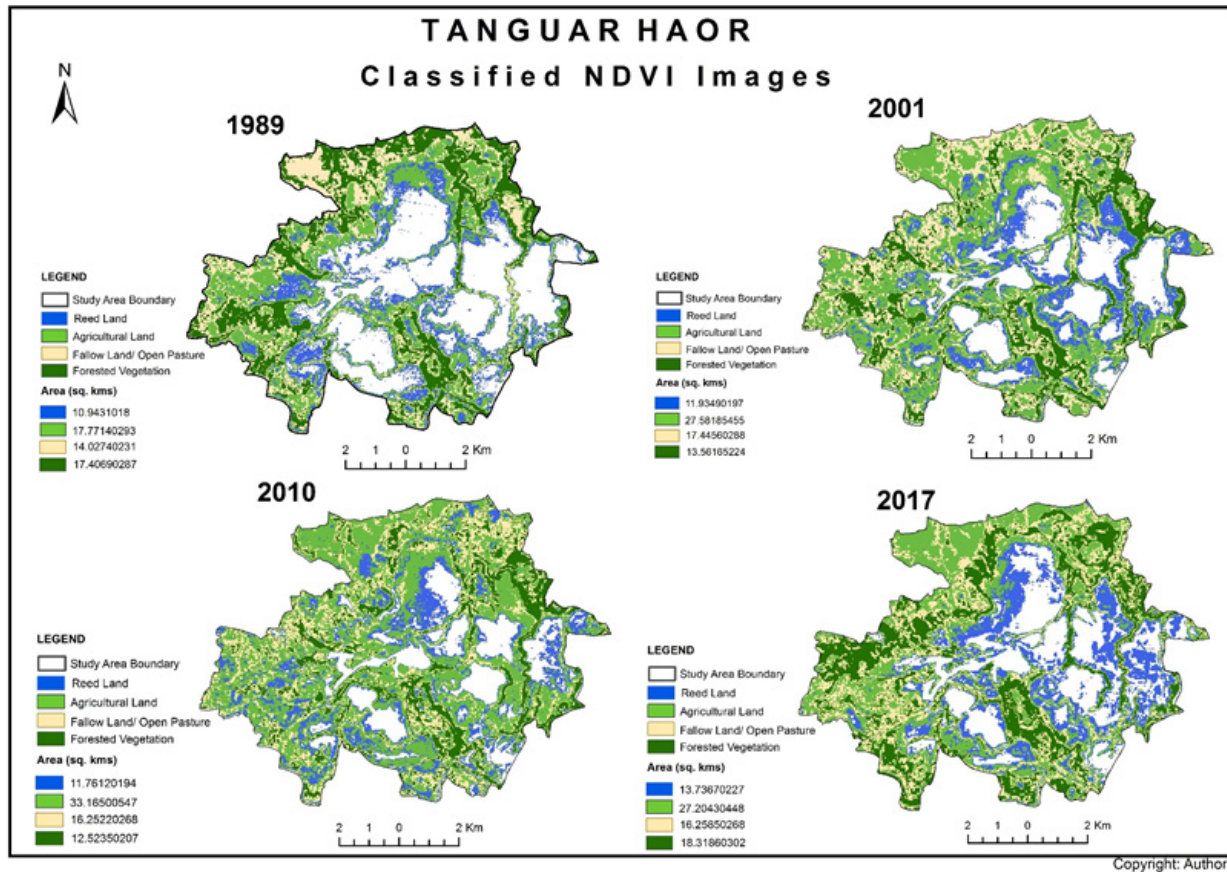 TANGUAR HAOR
Classified NDVI Images
N
1989
LEGEND
Study Area Boundary
Reed Land
Agricultural Land
Fallow Land/ Open Pasture
Forested Vegetation
Area (sq. kms)
10.9431018
17.77140293
14.02740231
17.40690287
2 1 0 2 Km
2001
LEGEND
Study Area Boundary
Reed Land
Agricultural Land
Fallow Land/ Open Pasture
Forested Vegetation
Area (sq. kms)
11.93490197
27.58185455
17.44560288
13.56165224
2 1 0 2 Km
2010
LEGEND
Study Area Boundary
Reed Land
Agricultural Land
Fallow Land/ Open Pasture
Forested Vegetation
Area (sq. kms)
11.76120194
33.16500547
16.25220268
12.52350207
2 1 0 2 Km
2017
LEGEND
Study Area Boundary
Reed Land
Agricultural Land
Fallow Land/ Open Pasture
Forested Vegetation
Area (sq. kms)
13.73670227
27.20430448
16.25850268
18.31860302
2 1 0 2 Km
Copyright: Author